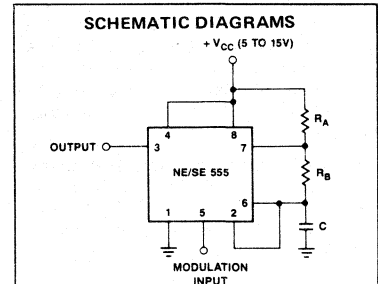 SCHEMATIC DIAGRAMS
+ VCC (5 TO 15V)
4
8
RA
OUTPUT
3
7
NE/SE 555
RB
6
1
5
2
C
MODULATION
INPUT